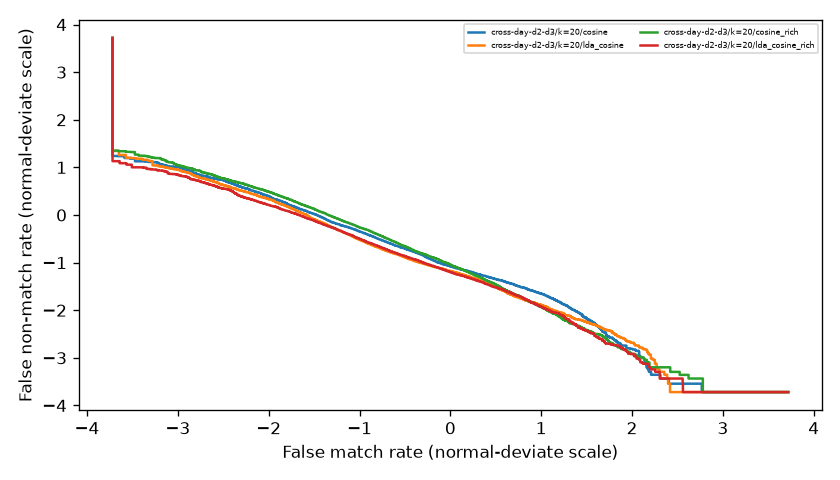 cross-day-d2-d3/k=20/cosine
cross-day-d2-d3/k=20/lda_cosine
cross-day-d2-d3/k=20/cosine_rich
cross-day-d2-d3/k=20/lda_cosine_rich
False non-match rate (normal-deviate scale)
4
3
2
1
0
−1
−2
−3
−4
−4 −3 −2 −1 0 1 2 3 4
False match rate (normal-deviate scale)